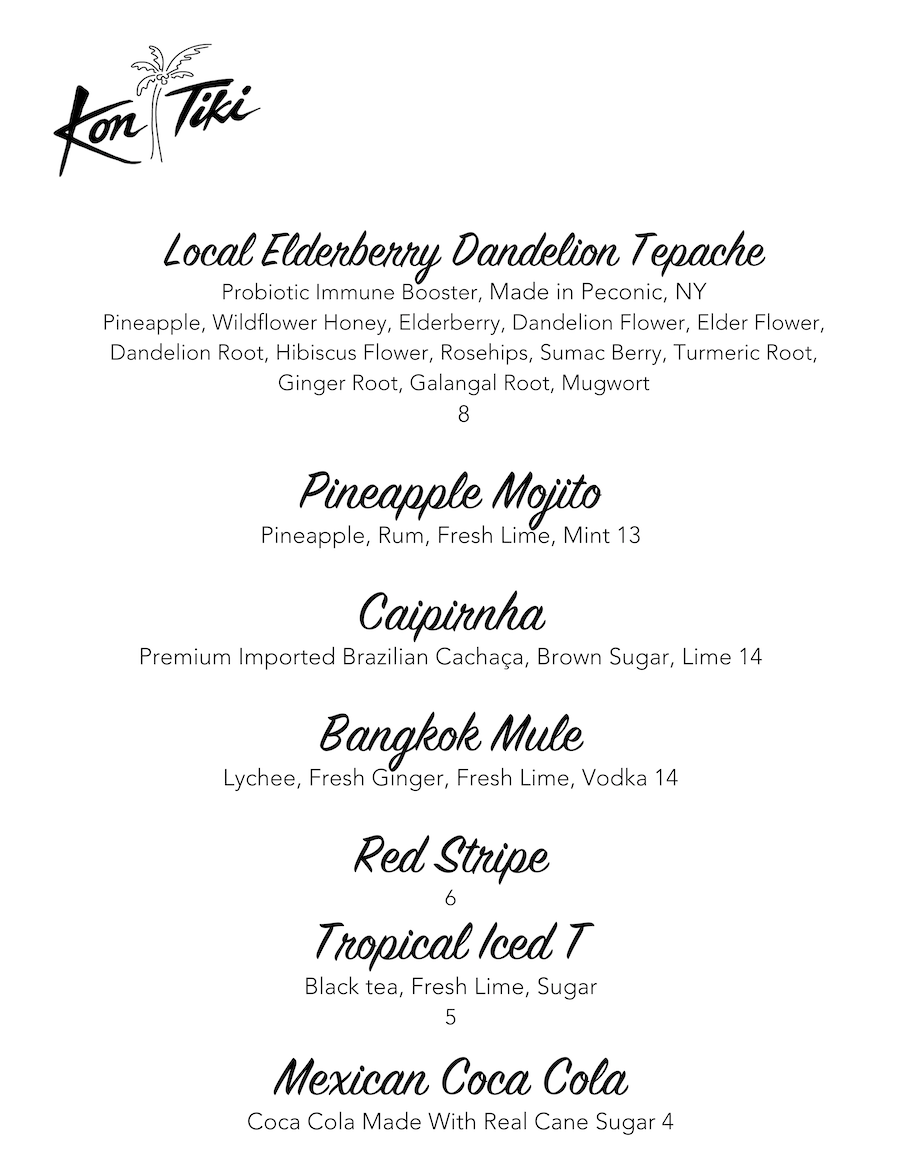 Kon Tiki
Local Elderberry Dandelion Tepache
Probiotic Immune Booster, Made in Peconic, NY
Pineapple, Wildflower Honey, Elderberry, Dandelion Flower, Elder Flower,
Dandelion Root, Hibiscus Flower, Rosehips, Sumac Berry, Turmeric Root,
Ginger Root, Galangal Root, Mugwort
8
Pineapple Mojito
Pineapple, Rum, Fresh Lime, Mint 13
Caipirnha
Premium Imported Brazilian Cachaça, Brown Sugar, Lime 14
Bangkok Mule
Lychee, Fresh Ginger, Fresh Lime, Vodka 14
Red Stripe
6
Tropical Iced T
Black tea, Fresh Lime, Sugar
5
Mexican Coca Cola
Coca Cola Made With Real Cane Sugar 4